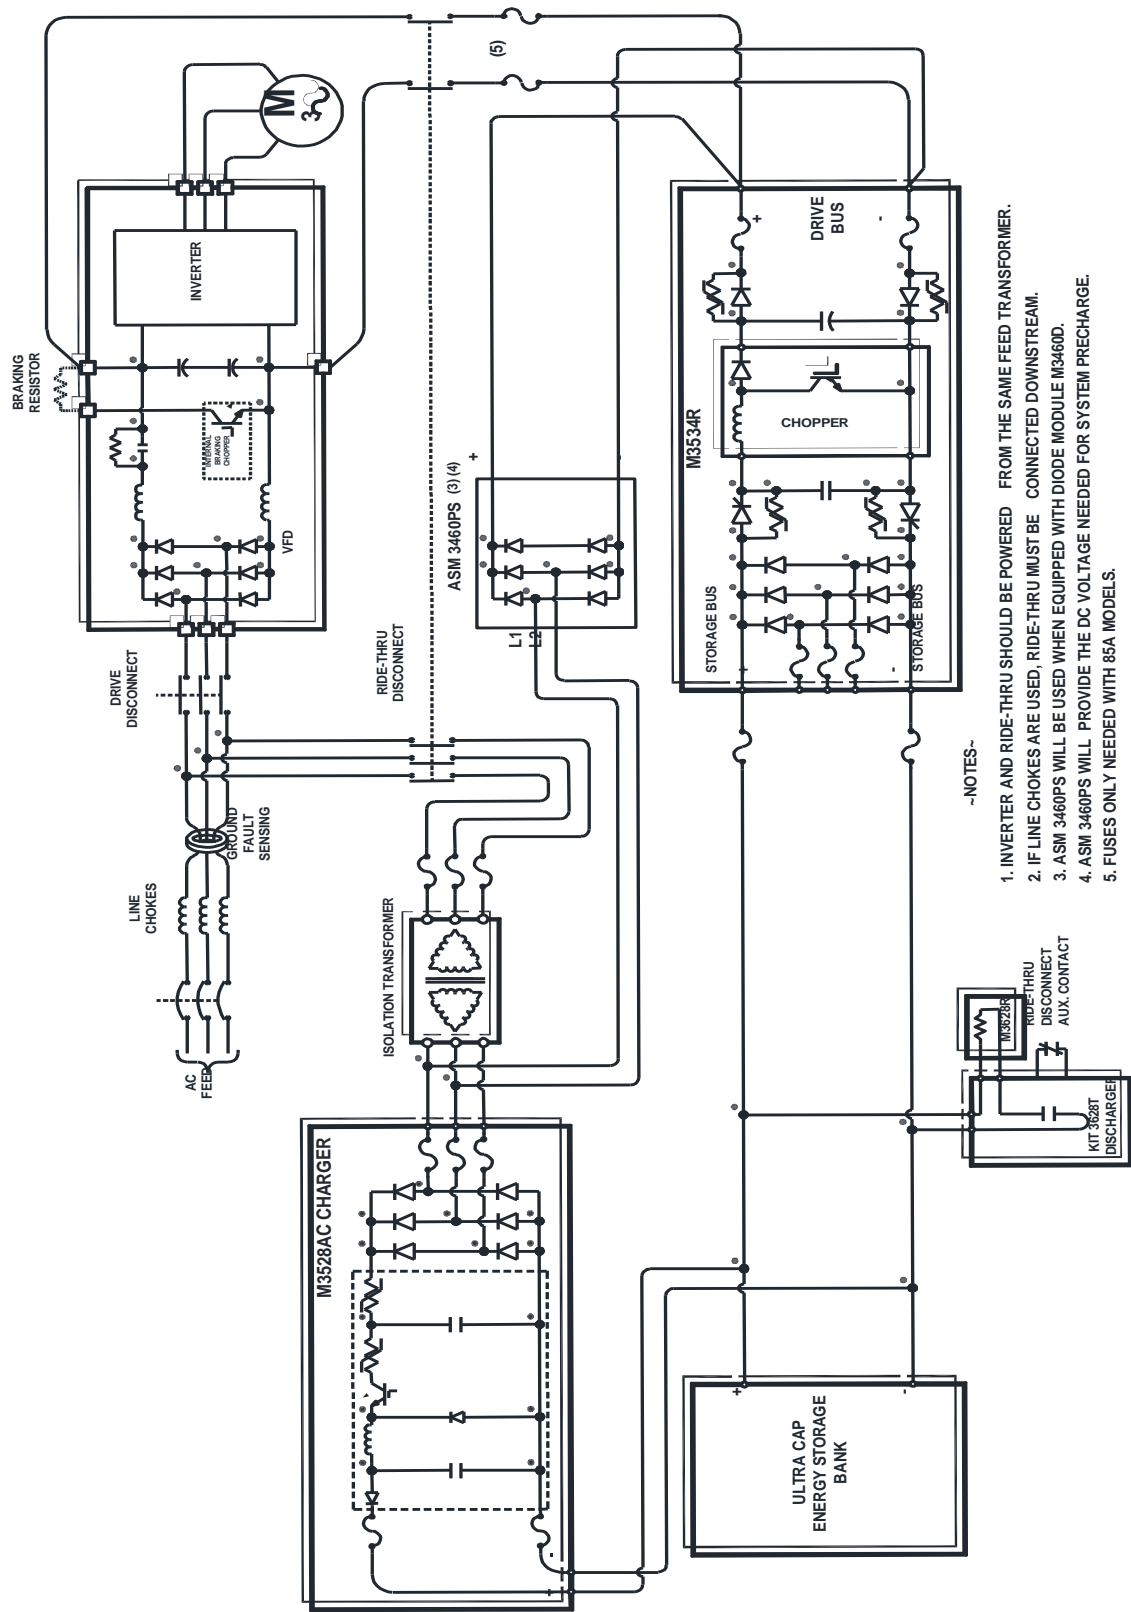 (5)
M
3
BRAKING
RESISTOR
INVERTER
INTERNAL
BRAKING
CHOPPER
VFD
DRIVE
DISCONNECT
GROUND
FAULT
SENSING
LINE
CHOKES
AC
FEED
RIDE-THRU
DISCONNECT
ASM 3460PS (3) (4)
+
L1
L2
ISOLATION TRANSFORMER
M3528AC CHARGER
+
-
M3534R
DRIVE
BUS
+
-
CHOPPER
STORAGE BUS
+
STORAGE BUS
-
ULTRA CAP
ENERGY STORAGE
BANK
+
-
M3628R
RIDE-THRU
DISCONNECT
AUX. CONTACT
KIT 3628T
DISCHARGER
~NOTES~
1. INVERTER AND RIDE-THRU SHOULD BE POWERED FROM THE SAME FEED TRANSFORMER.
2. IF LINE CHOKES ARE USED, RIDE-THRU MUST BE CONNECTED DOWNSTREAM.
3. ASM 3460PS WILL BE USED WHEN EQUIPPED WITH DIODE MODULE M3460D.
4. ASM 3460PS WILL PROVIDE THE DC VOLTAGE NEEDED FOR SYSTEM PRECHARGE.
5. FUSES ONLY NEEDED WITH 85A MODELS.